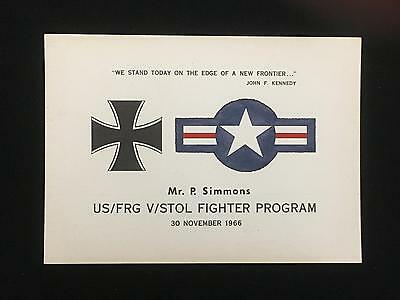 "WE STAND TODAY ON THE EDGE OF A NEW FRONTIER..."
JOHN F. KENNEDY
Mr. P. Simmons
US/FRG V/STOL FIGHTER PROGRAM
30 NOVEMBER 1966